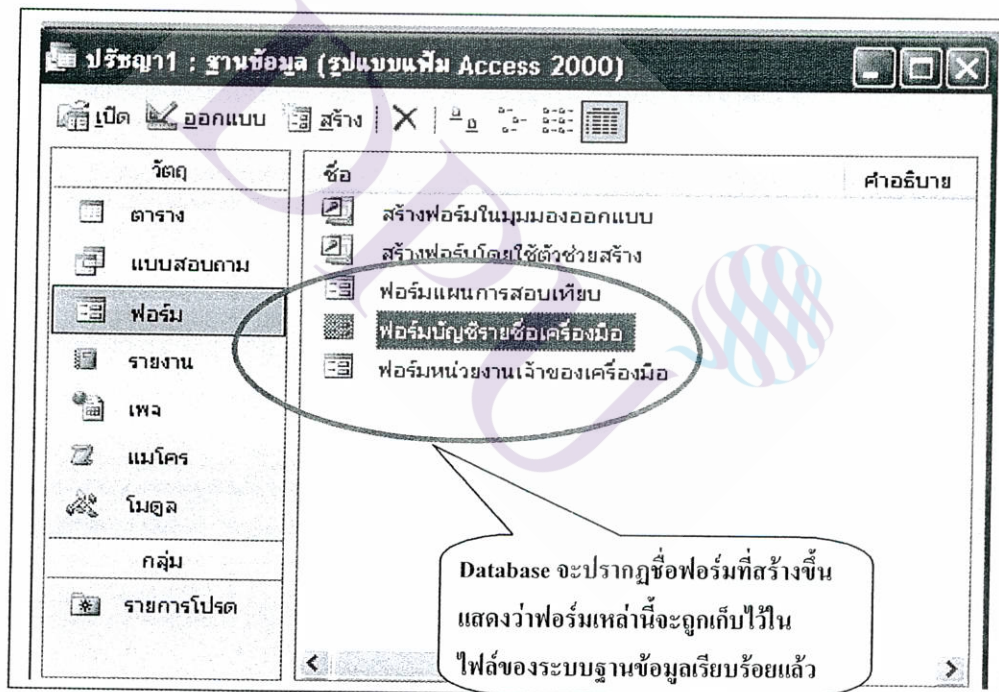 ปรัชญา1 : ฐานข้อมูล (รูปแบบแฟ้ม Access 2000)
เปิด ออกแบบ สร้าง
วัตถุ
ตาราง
แบบสอบถาม
ฟอร์ม
รายงาน
เพจ
แมโคร
โมดูล
กลุ่ม
รายการโปรด
ชื่อ คำอธิบาย
สร้างฟอร์มในมุมมองออกแบบ
สร้างฟอร์มโดยใช้ตัวช่วยสร้าง
ฟอร์มแผนการสอบเทียบ
ฟอร์มบัญชีรายชื่อเครื่องมือ
ฟอร์มหน่วยงานเจ้าของเครื่องมือ
Database จะปรากฏชื่อฟอร์มที่สร้างขึ้น
แสดงว่าฟอร์มเหล่านี้จะถูกเก็บไว้ใน
ไฟล์ของระบบฐานข้อมูลเรียบร้อยแล้ว
DPU